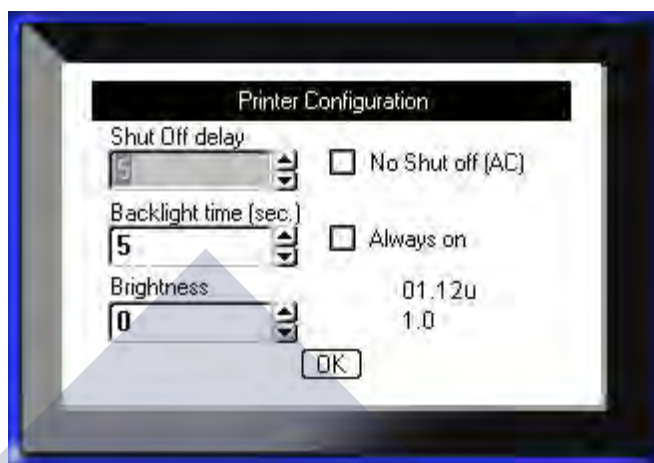 Printer Configuration
Shut Off delay
5 No Shut off (AC)
Backlight time (sec.)
5 Always on
Brightness 01.12u
0 1.0
OK